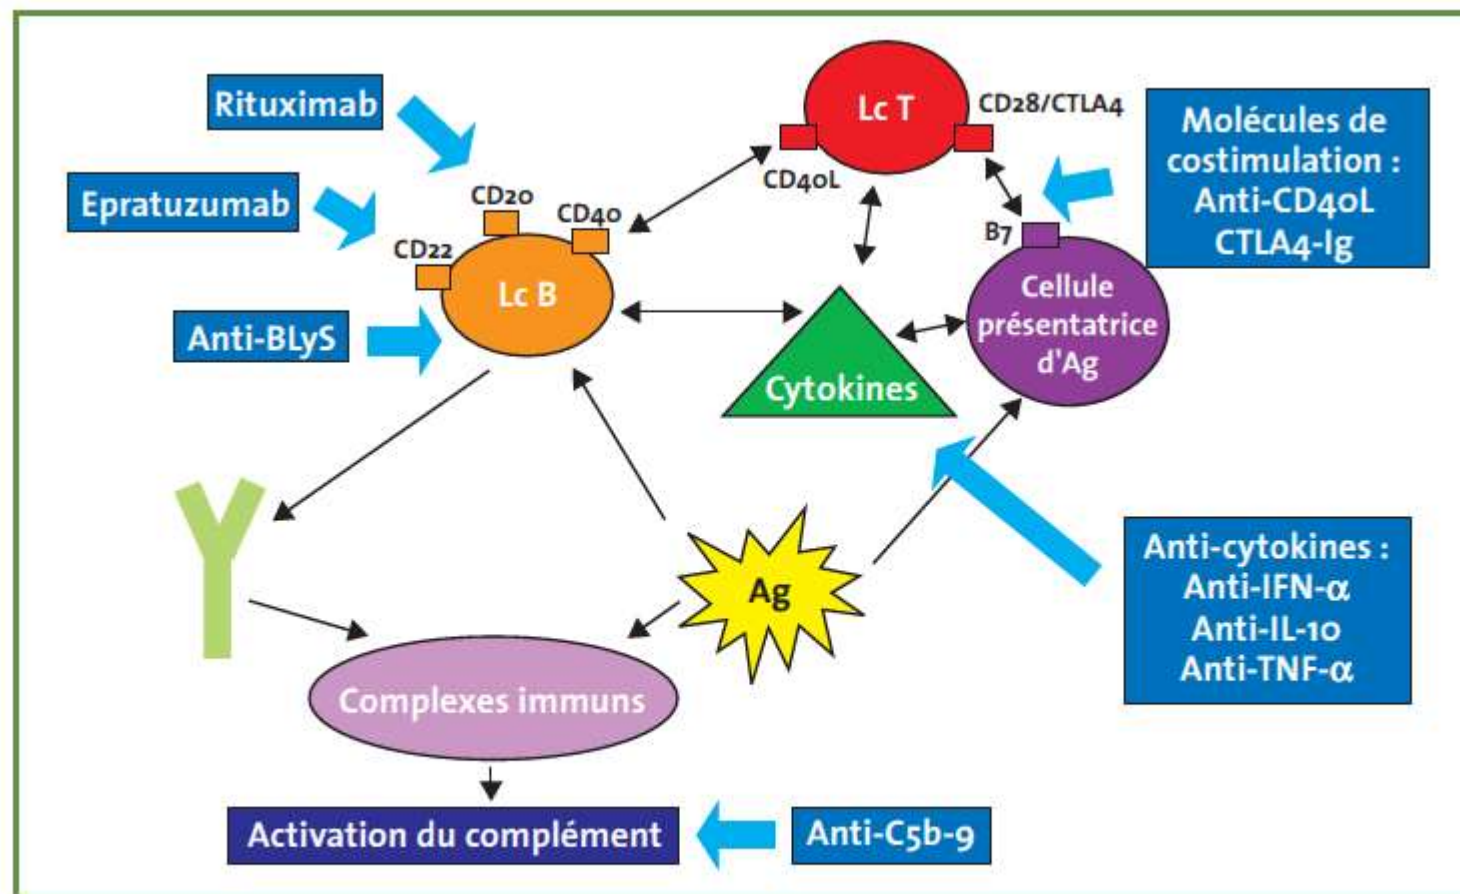 Rituximab
Epratuzumab
CD20
CD40
CD22
Lc B
Anti-BLyS
Lc T
CD28/CTLA4
CD40L
Molécules de
costimulation :
Anti-CD40L
CTLA4-Ig
B7
Cellule
présentatrice
d'Ag
Cytokines
Ag
Anti-cytokines :
Anti-IFN-α
Anti-IL-10
Anti-TNF-α
Complexes immuns
Activation du complément
Anti-C5b-9